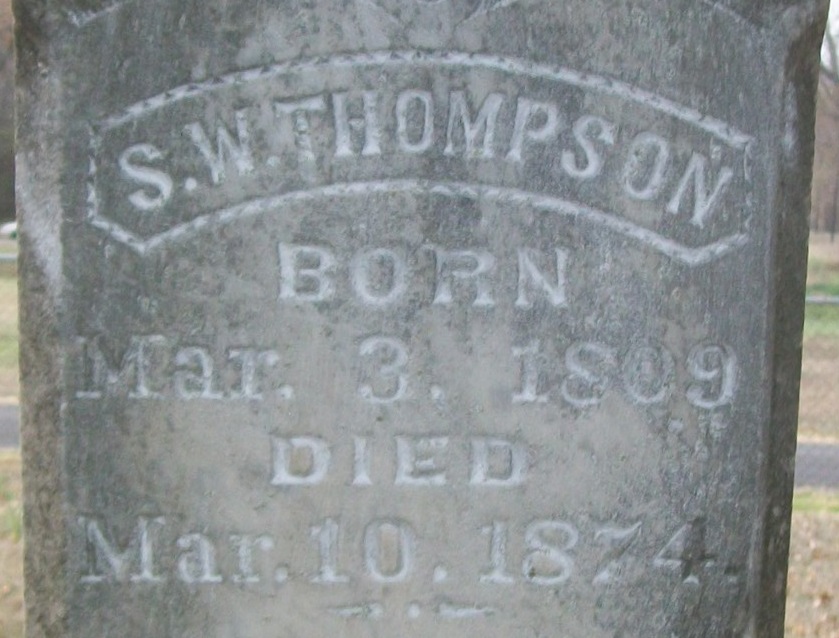 S.W.THOMPSON
BORN
Mar. 3. 1809
DIED
Mar. 10. 1874.